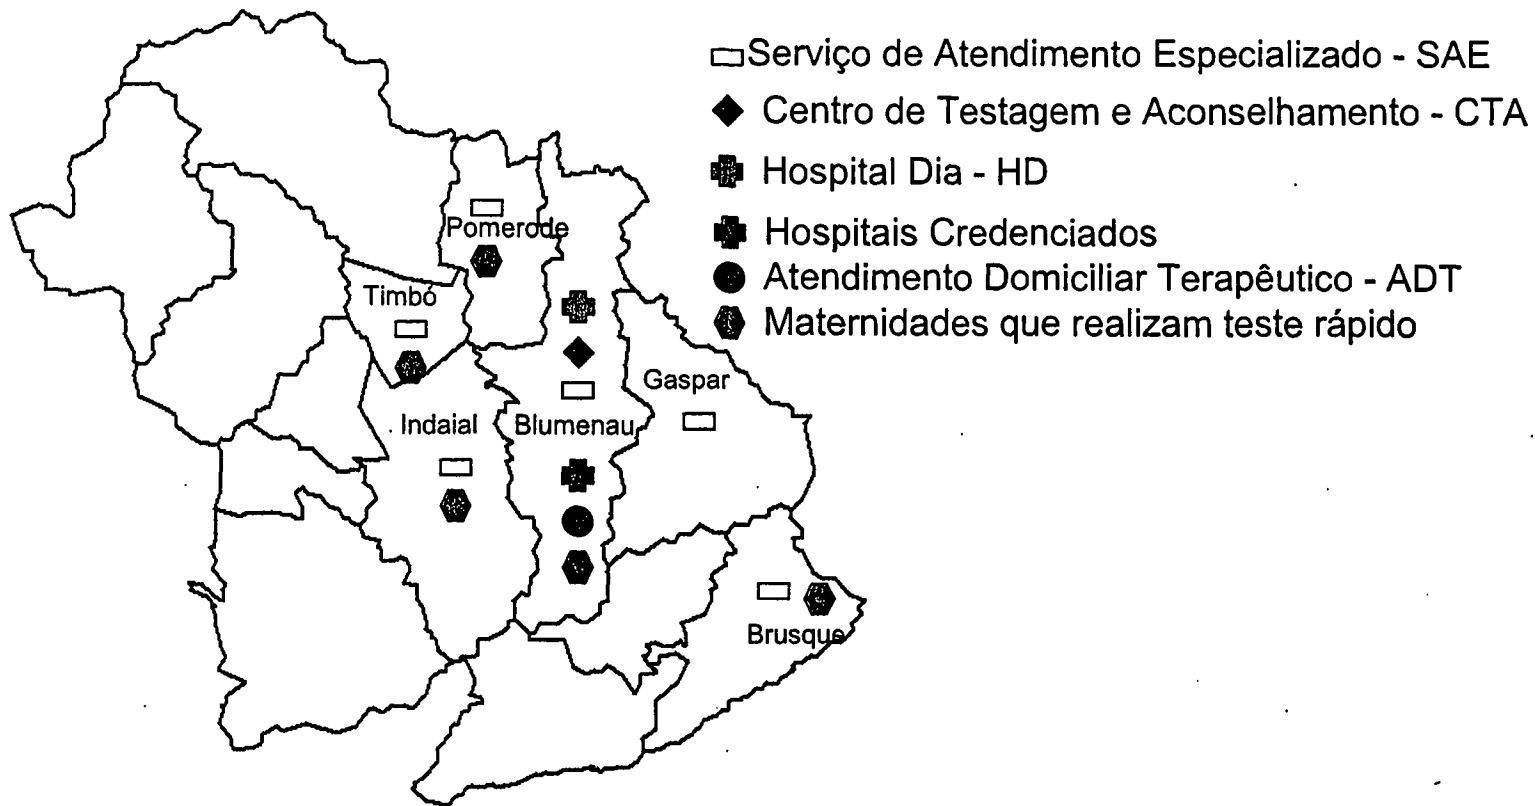 Serviço de Atendimento Especializado - SAE
Centro de Testagem e Aconselhamento - CTA
Hospital Dia - HD
Hospitais Credenciados
Atendimento Domiciliar Terapêutico - ADT
Maternidades que realizam teste rápido
Pomerode
Timbó
Gaspar
Indaial
Blumenau
Brusque